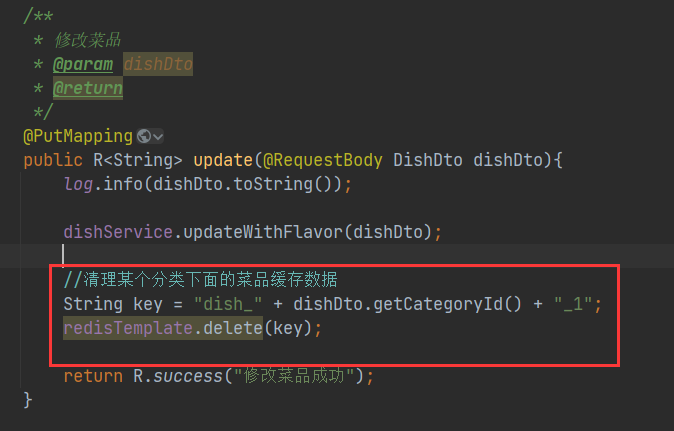 /**
 * 修改菜品
 * @param dishDto
 * @return
 */
@PutMapping
public R<String> update(@RequestBody DishDto dishDto){
    log.info(dishDto.toString());
    dishService.updateWithFlavor(dishDto);
    //清理某个分类下面的菜品缓存数据
    String key = "dish_" + dishDto.getCategoryId() + "_1";
    redisTemplate.delete(key);
    return R.success("修改菜品成功");
}